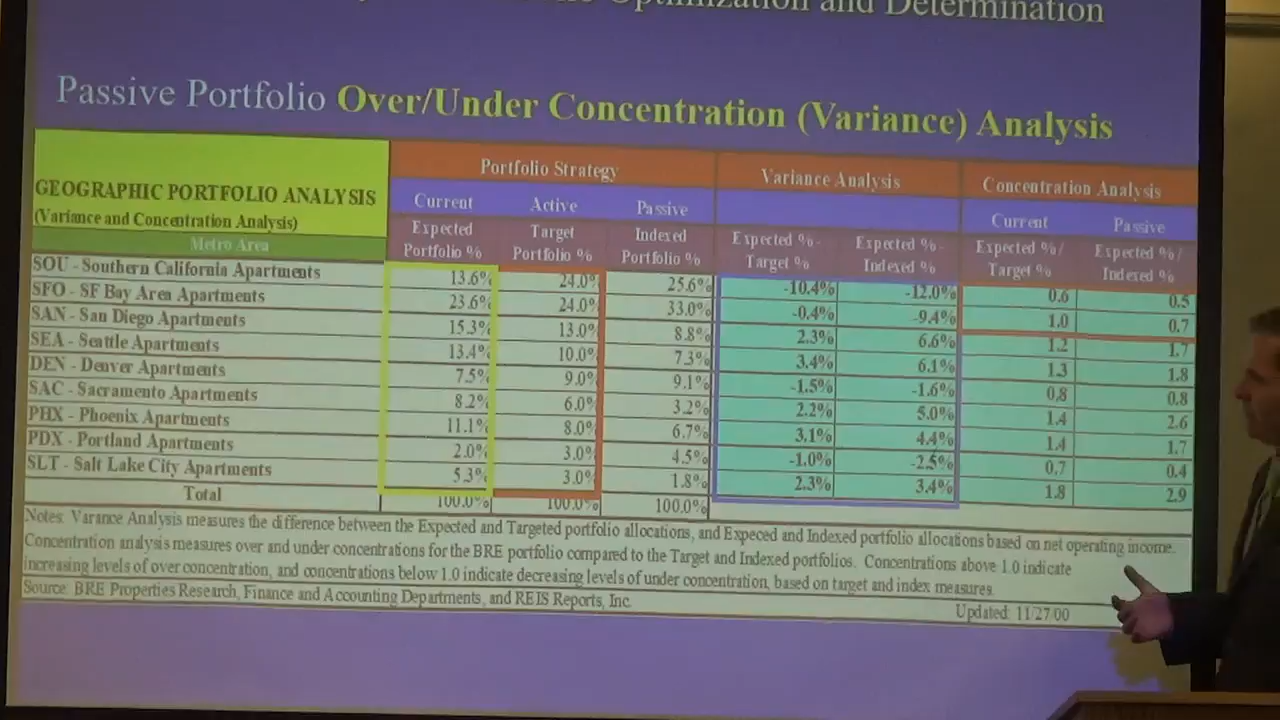 Optimization and Determination
Passive Portfolio Over/Under Concentration (Variance) Analysis
GEOGRAPHIC PORTFOLIO ANALYSIS
(Variance and Concentration Analysis)
Portfolio Strategy Variance Analysis Concentration Analysis
Current Active Passive Current Passive
Metro Area Expected Portfolio % Target Portfolio % Indexed Portfolio % Expected %- Target % Expected %- Indexed % Expected %/ Target % Expected %/ Indexed %
SOU - Southern California Apartments 13.6% 24.0% 25.6% -10.4% -12.0% 0.6 0.5
SFO - SF Bay Area Apartments 23.6% 24.0% 33.0% -0.4% -9.4% 1.0 0.7
SAN - San Diego Apartments 15.3% 13.0% 8.8% 2.3% 6.6% 1.2 1.7
SEA - Seattle Apartments 13.4% 10.0% 7.3% 3.4% 6.1% 1.3 1.8
DEN - Denver Apartments 7.5% 9.0% 9.1% -1.5% -1.6% 0.8 0.8
SAC - Sacramento Apartments 8.2% 6.0% 3.2% 2.2% 5.0% 1.4 2.6
PHX - Phoenix Apartments 11.1% 8.0% 6.7% 3.1% 4.4% 1.4 1.7
PDX - Portland Apartments 2.0% 3.0% 4.5% -1.0% -2.5% 0.7 0.4
SLT - Salt Lake City Apartments 5.3% 3.0% 1.8% 2.3% 3.4% 1.8 2.9
Total 100.0% 100.0% 100.0%
Notes: Varance Analysis measures the difference between the Expected and Targeted portfolio allocations, and Expeced and Indexed portfolio allocations based on net operating income.
Concentration analysis measures over and under concentrations for the BRE portfolio compared to the Target and Indexed portfolios. Concentrations above 1.0 indicate
increasing levels of over concentration, and concentrations below 1.0 indicate decreasing levels of under concentration, based on target and index measures.
Source: BRE Properties Research, Finance and Accounting Departments, and REIS Reports, Inc.
Updated: 11/27/00